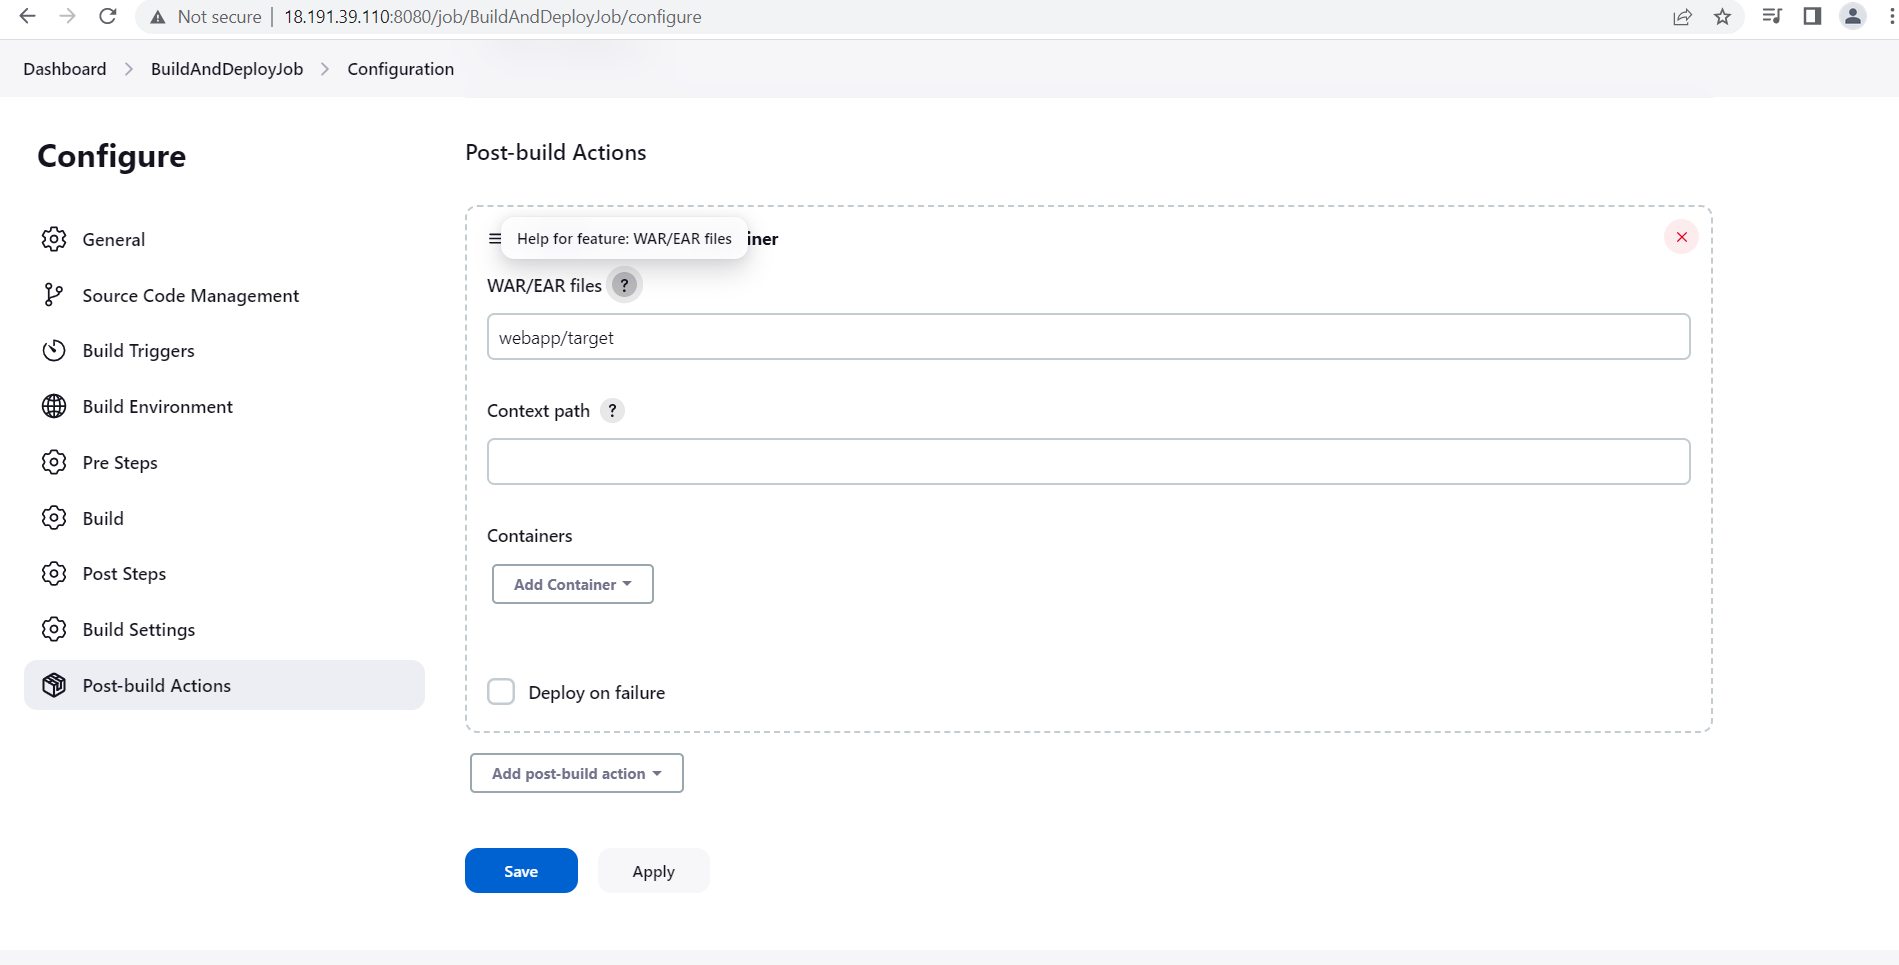 Not secure | 18.191.39.110:8080/job/BuildAndDeployJob/configure
Dashboard > BuildAndDeployJob > Configuration
Configure
General
Source Code Management
Build Triggers
Build Environment
Pre Steps
Build
Post Steps
Build Settings
Post-build Actions
Post-build Actions
Help for feature: WAR/EAR files
iner
WAR/EAR files ?
webapp/target
Context path ?
Containers
Add Container
Deploy on failure
Add post-build action
Save
Apply